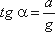 tg α = a/g